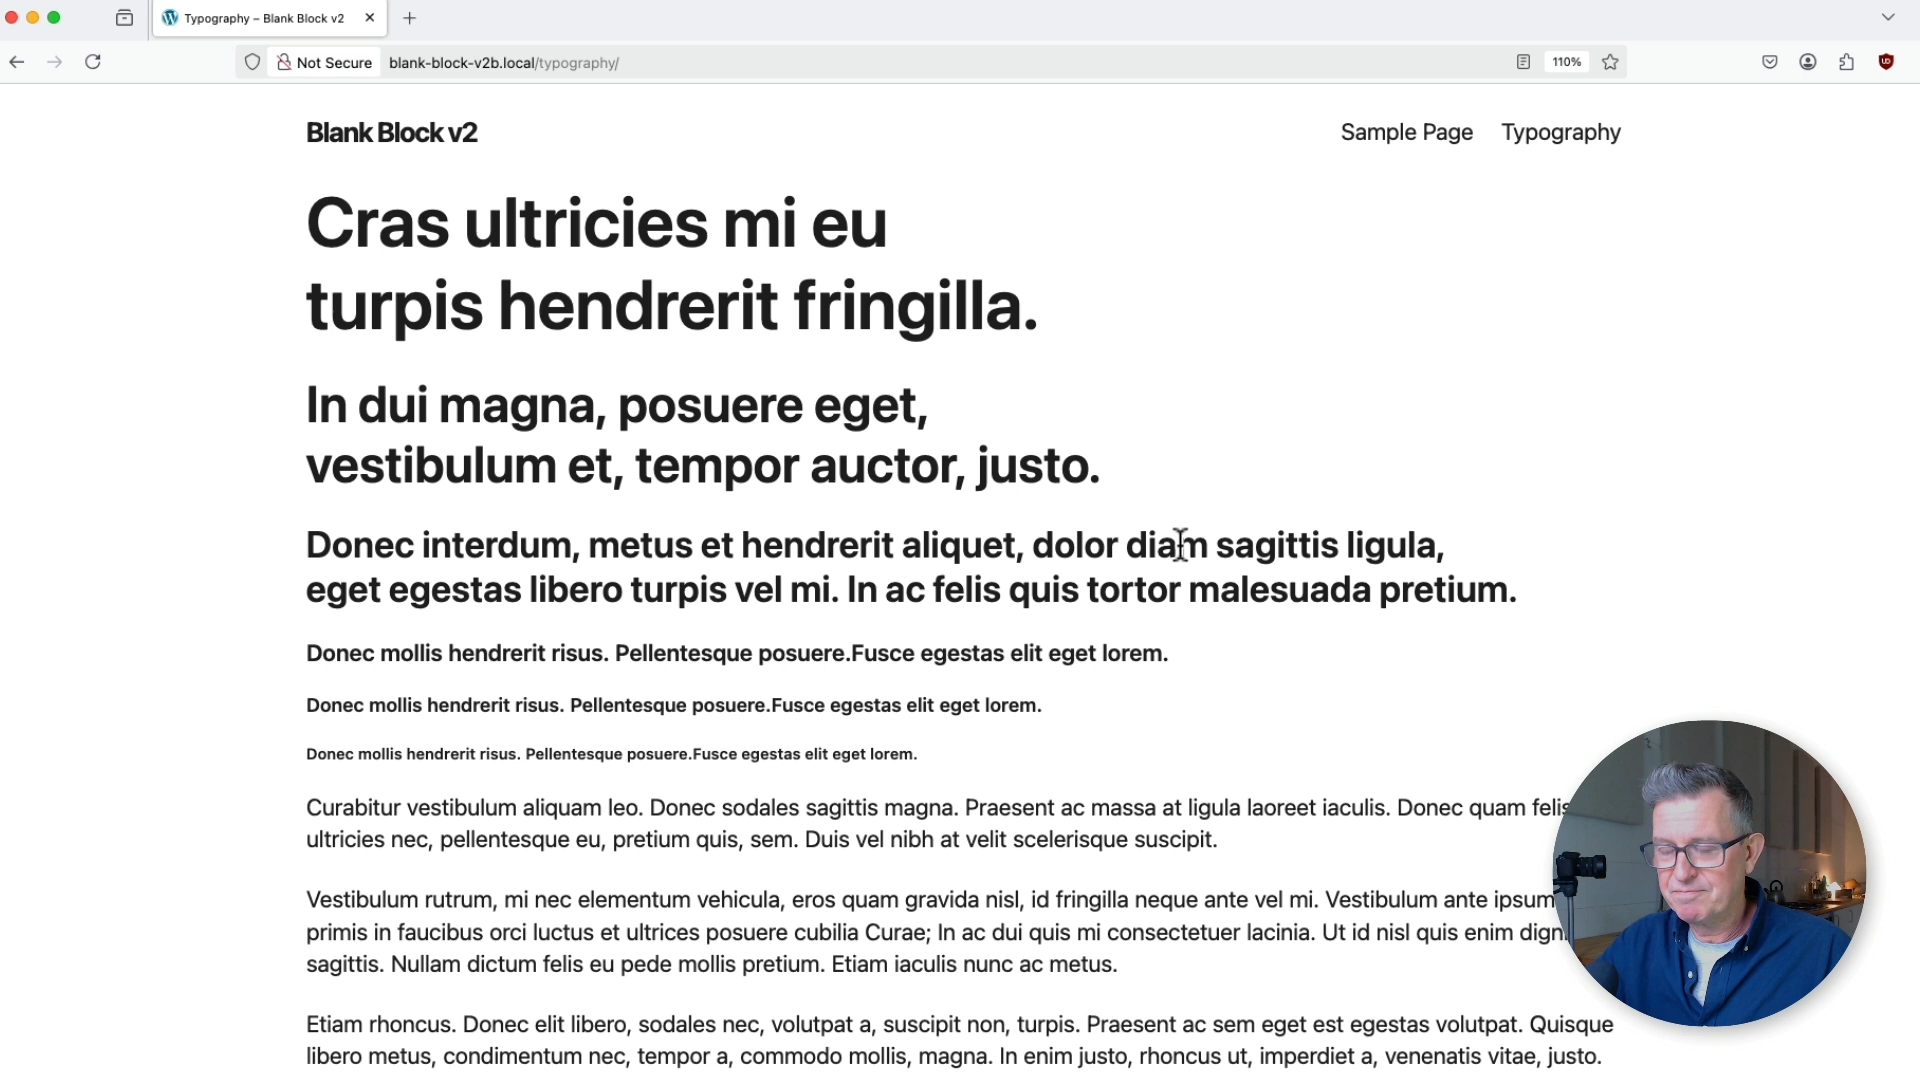 Typography – Blank Block v2
Not Secure
blank-block-v2b.local/typography/
110%
Blank Block v2
Sample Page
Typography
Cras ultricies mi eu
turpis hendrerit fringilla.
In dui magna, posuere eget,
vestibulum et, tempor auctor, justo.
Donec interdum, metus et hendrerit aliquet, dolor diam sagittis ligula,
eget egestas libero turpis vel mi. In ac felis quis tortor malesuada pretium.
Donec mollis hendrerit risus. Pellentesque posuere.Fusce egestas elit eget lorem.
Donec mollis hendrerit risus. Pellentesque posuere.Fusce egestas elit eget lorem.
Donec mollis hendrerit risus. Pellentesque posuere.Fusce egestas elit eget lorem.
Curabitur vestibulum aliquam leo. Donec sodales sagittis magna. Praesent ac massa at ligula laoreet iaculis. Donec quam felis
ultricies nec, pellentesque eu, pretium quis, sem. Duis vel nibh at velit scelerisque suscipit.
Vestibulum rutrum, mi nec elementum vehicula, eros quam gravida nisl, id fringilla neque ante vel mi. Vestibulum ante ipsum
primis in faucibus orci luctus et ultrices posuere cubilia Curae; In ac dui quis mi consectetuer lacinia. Ut id nisl quis enim
sagittis. Nullam dictum felis eu pede mollis pretium. Etiam iaculis nunc ac metus.
Etiam rhoncus. Donec elit libero, sodales nec, volutpat a, suscipit non, turpis. Praesent ac sem eget est egestas volutpat. Quisque
libero metus, condimentum nec, tempor a, commodo mollis, magna. In enim justo, rhoncus ut, imperdiet a, venenatis vitae, justo.